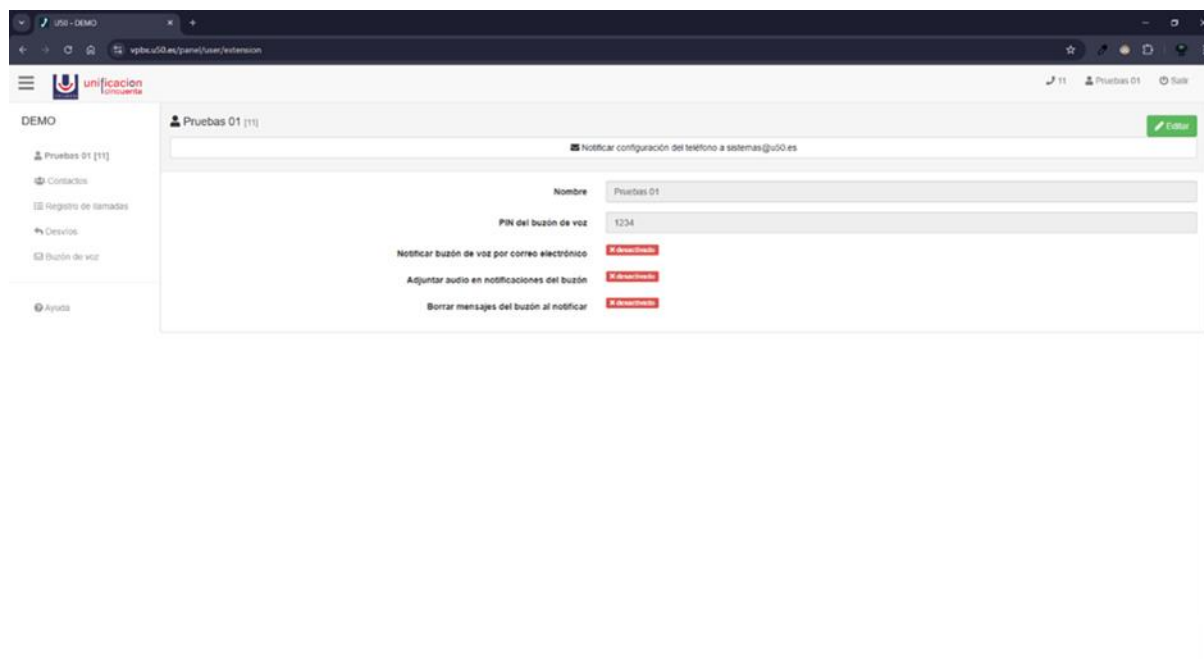 U50 - DEMO
vpbx.u50.es/panel/user/extension
unificacion
cincuenta
11 Pruebas 01 Salir
DEMO
Pruebas 01 [11]
Editar
Notificar configuración del teléfono a sistemas@u50.es
Pruebas 01 [11]
Contactos
Registro de llamadas
Desvíos
Buzón de voz
Ayuda
Nombre Pruebas 01
PIN del buzón de voz 1234
Notificar buzón de voz por correo electrónico desactivado
Adjuntar audio en notificaciones del buzón desactivado
Borrar mensajes del buzón al notificar desactivado